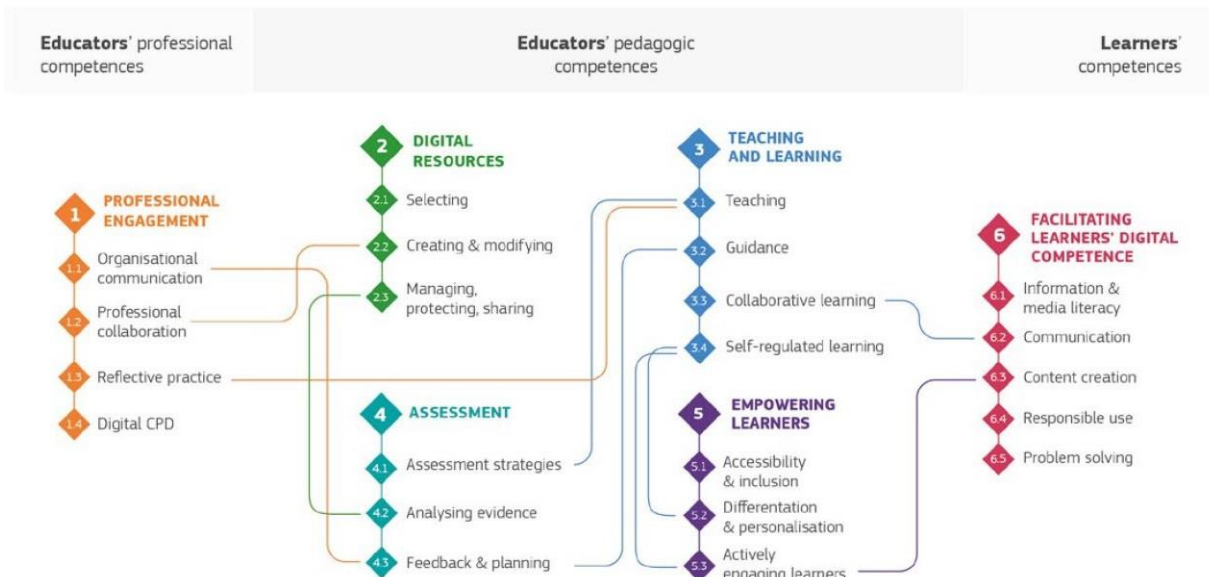 Educators' professional
competences
Educators' pedagogic
competences
Learners'
competences
1
PROFESSIONAL
ENGAGEMENT
1.1
Organisational
communication
1.2
Professional
collaboration
1.3
Reflective practice
1.4
Digital CPD
2
DIGITAL
RESOURCES
2.1
Selecting
2.2
Creating & modifying
2.3
Managing,
protecting, sharing
3
TEACHING
AND LEARNING
3.1
Teaching
3.2
Guidance
3.3
Collaborative learning
3.4
Self-regulated learning
4
ASSESSMENT
4.1
Assessment strategies
4.2
Analysing evidence
4.3
Feedback & planning
5
EMPOWERING
LEARNERS
5.1
Accessibility
& inclusion
5.2
Differentation
& personalisation
5.3
Actively
engaging learners
6
FACILITATING
LEARNERS' DIGITAL
COMPETENCE
6.1
Information &
media literacy
6.2
Communication
6.3
Content creation
6.4
Responsible use
6.5
Problem solving